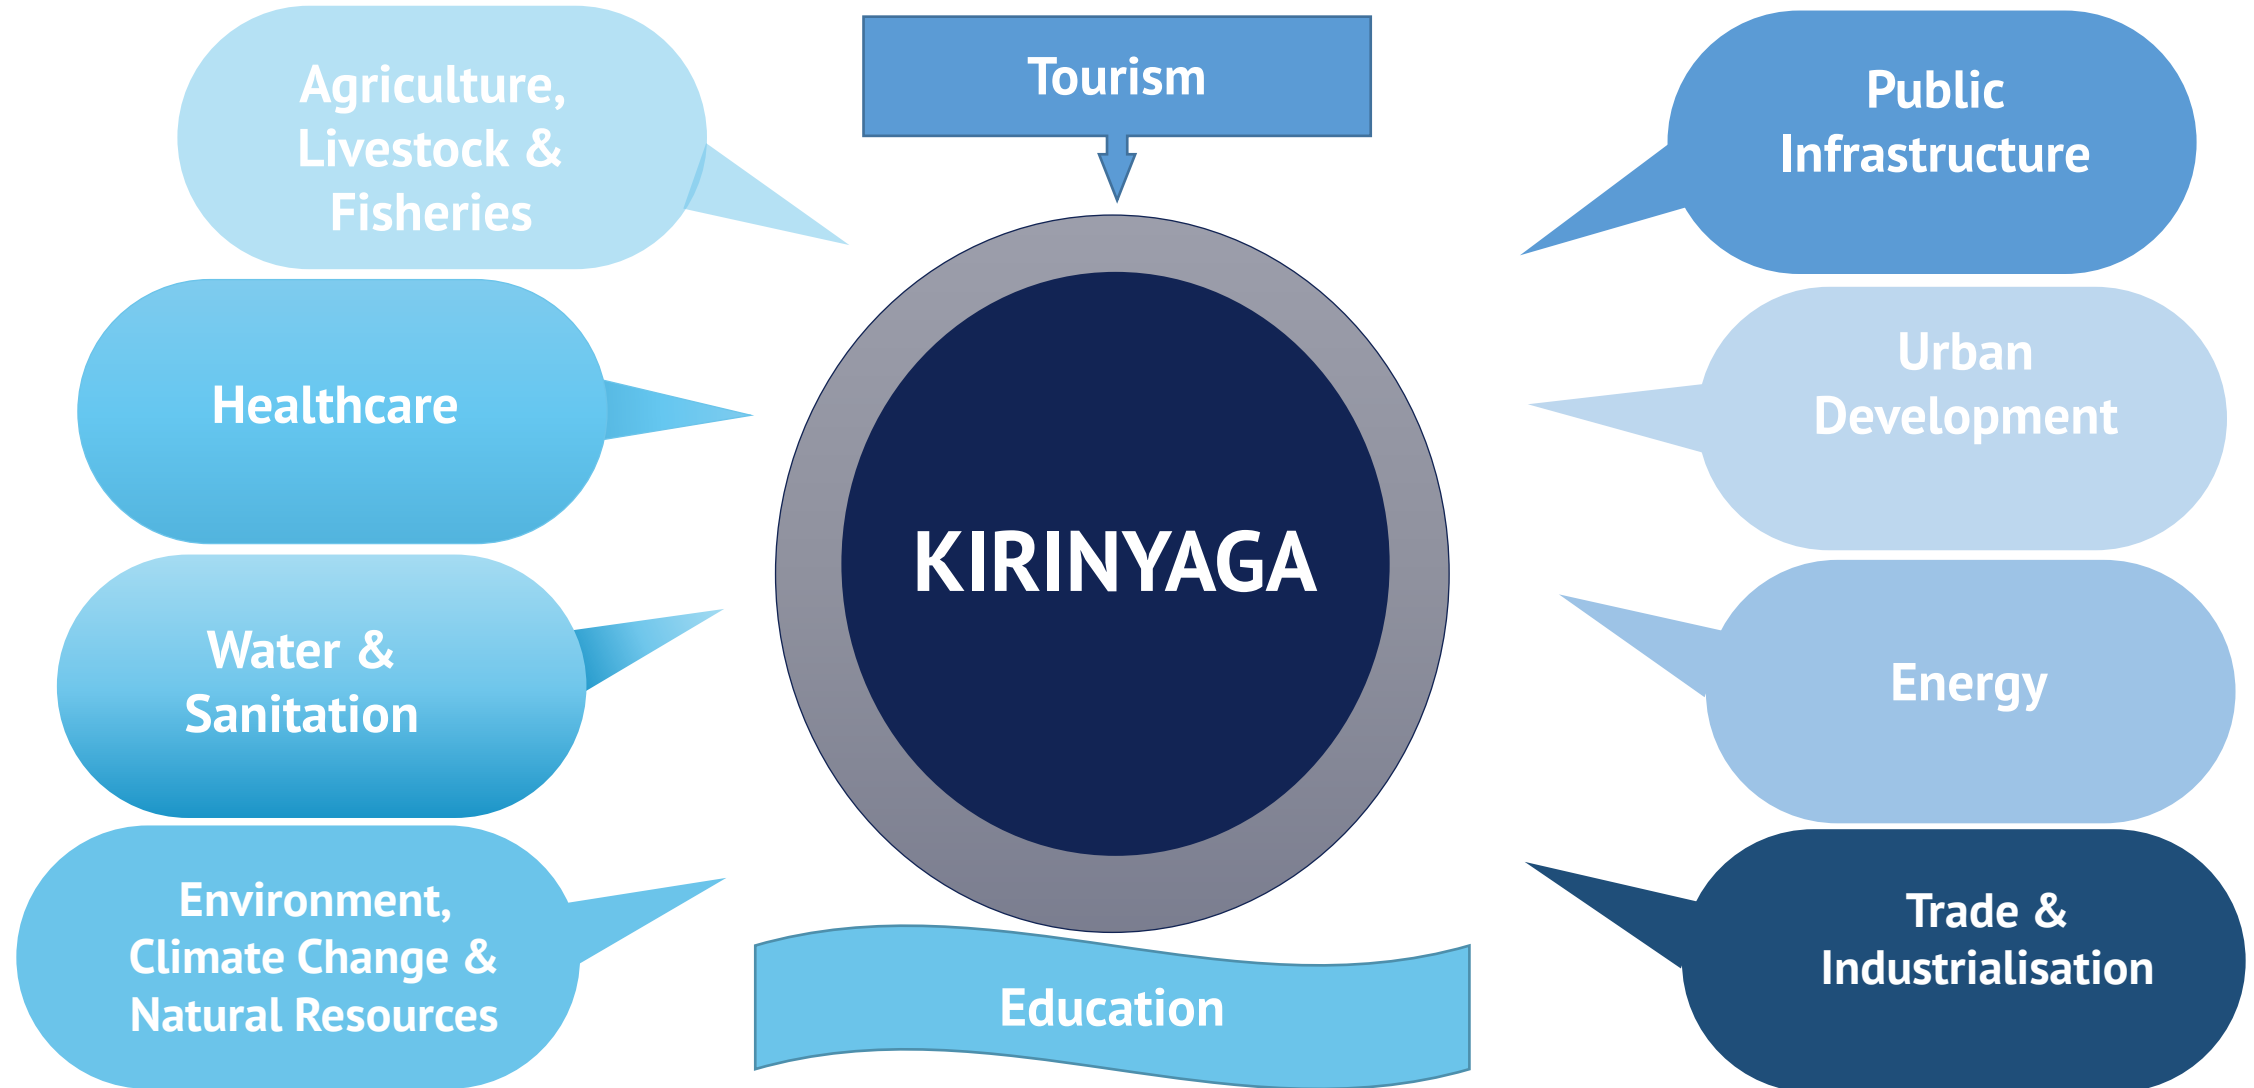 Agriculture,
Livestock &
Fisheries
Tourism
Public
Infrastructure
Healthcare
Urban
Development
KIRINYAGA
Water &
Sanitation
Energy
Environment,
Climate Change &
Natural Resources
Education
Trade &
Industrialisation